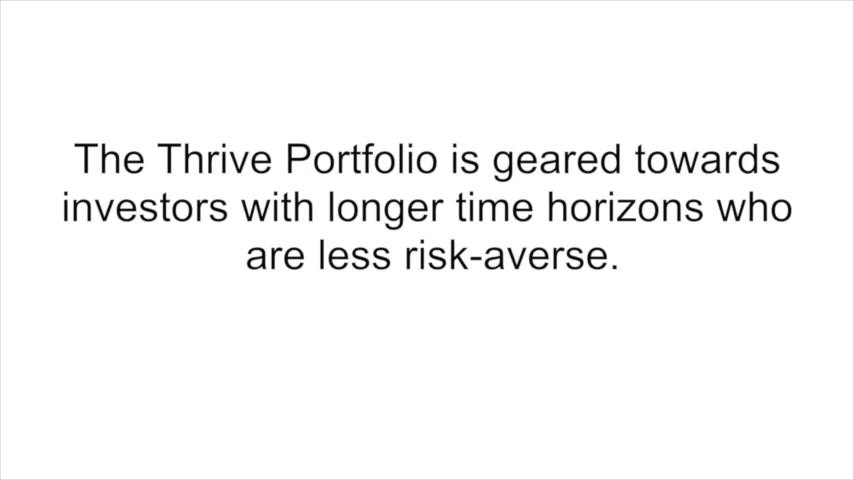 The Thrive Portfolio is geared towards
investors with longer time horizons who
are less risk-averse.